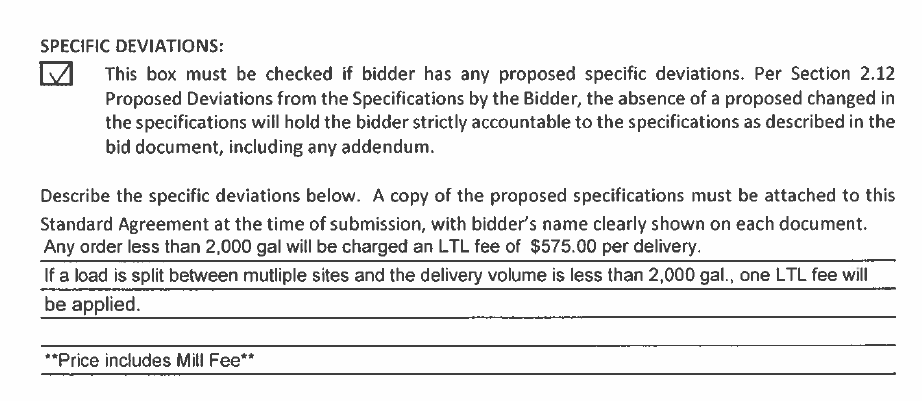 SPECIFIC DEVIATIONS:
This box must be checked if bidder has any proposed specific deviations. Per Section 2.12
Proposed Deviations from the Specifications by the Bidder, the absence of a proposed changed in
the specifications will hold the bidder strictly accountable to the specifications as described in the
bid document, including any addendum.
Describe the specific deviations below. A copy of the proposed specifications must be attached to this
Standard Agreement at the time of submission, with bidder's name clearly shown on each document.
Any order less than 2,000 gal will be charged an LTL fee of $575.00 per delivery.
If a load is split between mutliple sites and the delivery volume is less than 2,000 gal., one LTL fee will
be applied.
**Price includes Mill Fee**